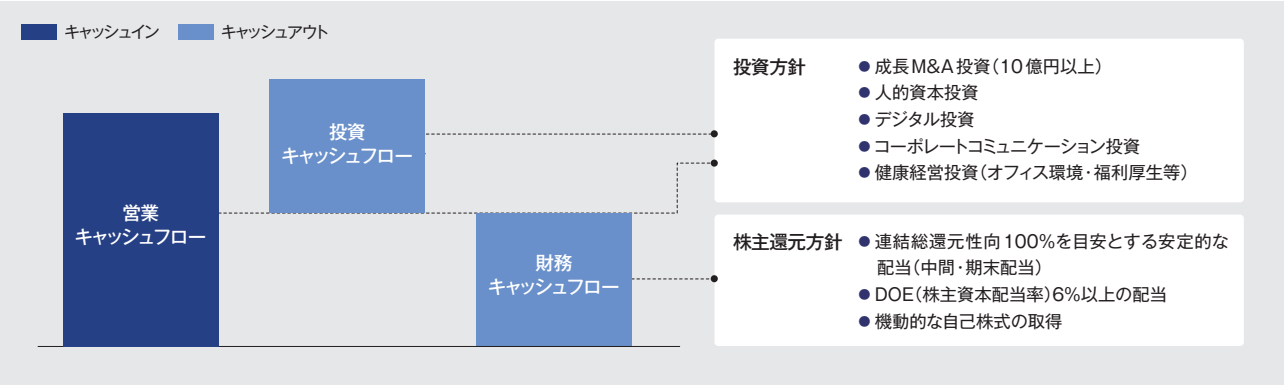 キャッシュイン キャッシュアウト
営業
キャッシュフロー
投資
キャッシュフロー
財務
キャッシュフロー
投資方針
●成長M&A投資（10億円以上）
●人的資本投資
●デジタル投資
●コーポレートコミュニケーション投資
●健康経営投資（オフィス環境・福利厚生等）
株主還元方針
●連結総還元性向100%を目安とする安定的な
配当（中間・期末配当）
●DOE（株主資本配当率）6%以上の配当
●機動的な自己株式の取得